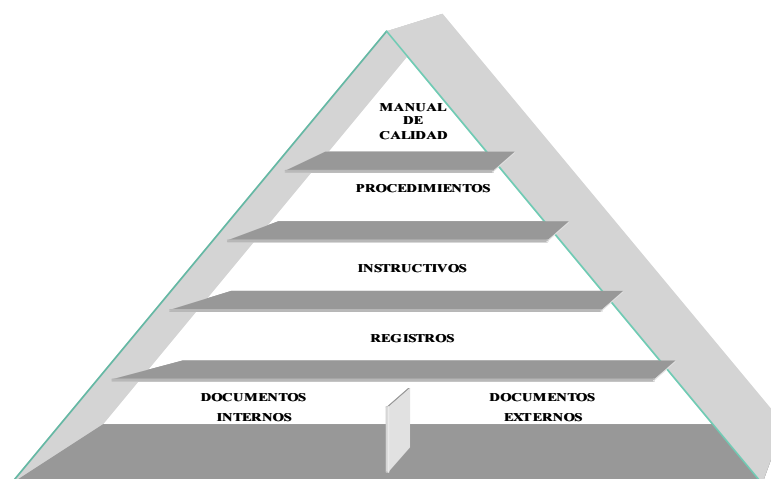 MANUAL
DE
CALIDAD
PROCEDIMIENTOS
INSTRUCTIVOS
REGISTROS
DOCUMENTOS
INTERNOS
DOCUMENTOS
EXTERNOS